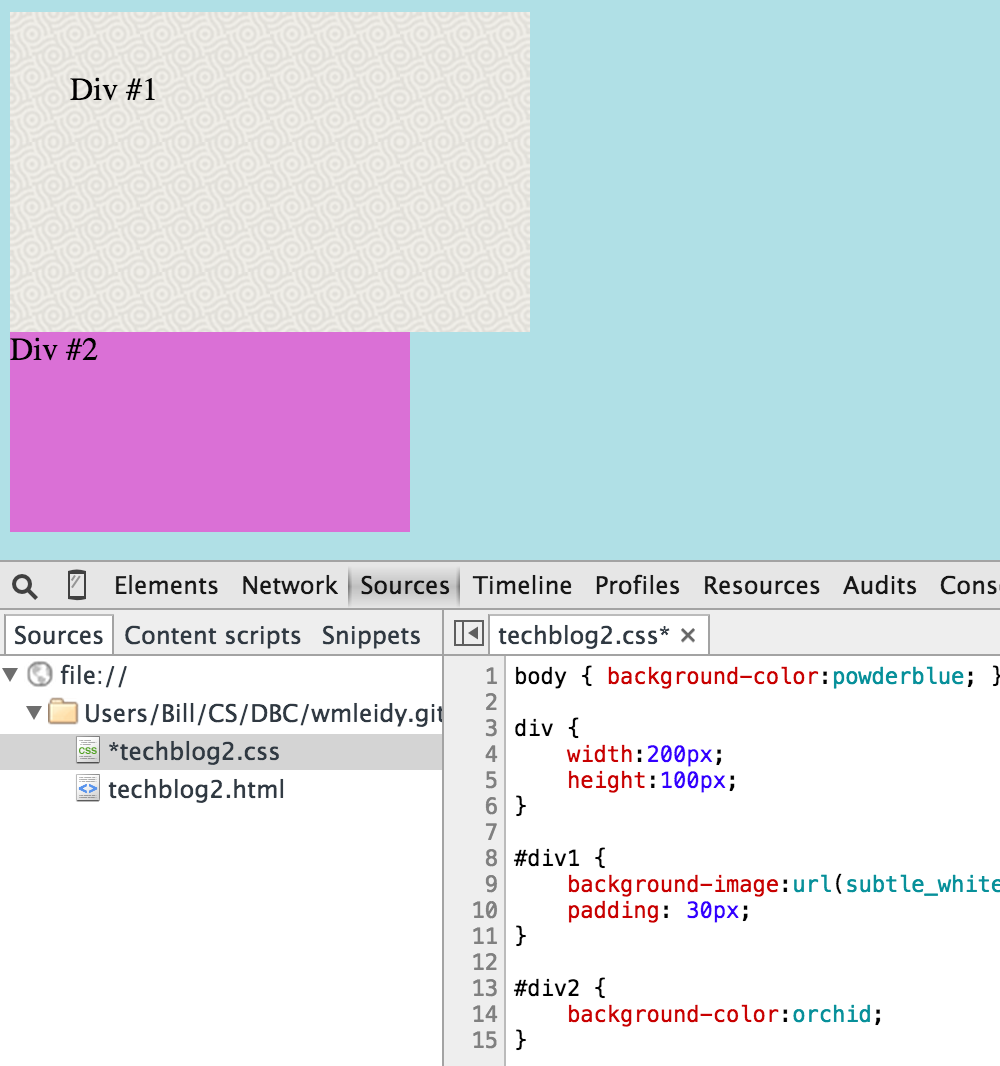 Div #1
Div #2
Elements Network Sources Timeline Profiles Resources Audits Cons
Sources Content scripts Snippets techblog2.css* ×
file://
Users/Bill/CS/DBC/wmleidy.git
*techblog2.css
techblog2.html
1 body { background-color:powderblue; }
2
3 div {
4 width:200px;
5 height:100px;
6 }
7
8 #div1 {
9 background-image:url(subtle_white
10 padding: 30px;
11 }
12
13 #div2 {
14 background-color:orchid;
15 }